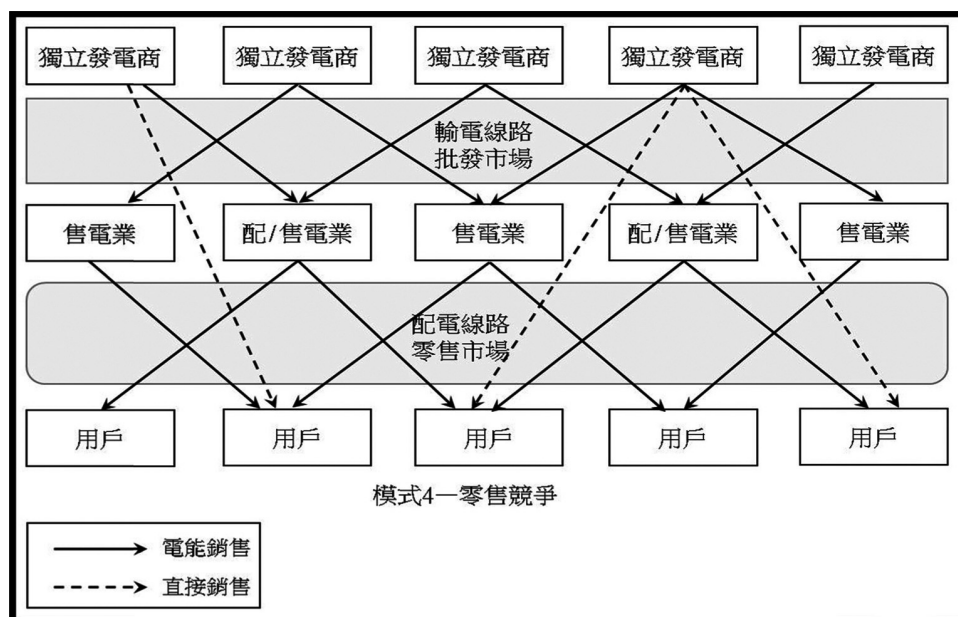 獨立發電商
獨立發電商
獨立發電商
獨立發電商
獨立發電商
輸電線路
批發市場
售電業
配/售電業
售電業
配/售電業
售電業
配電線路
零售市場
用戶
用戶
用戶
用戶
用戶
模式4—零售競爭
電能銷售
直接銷售